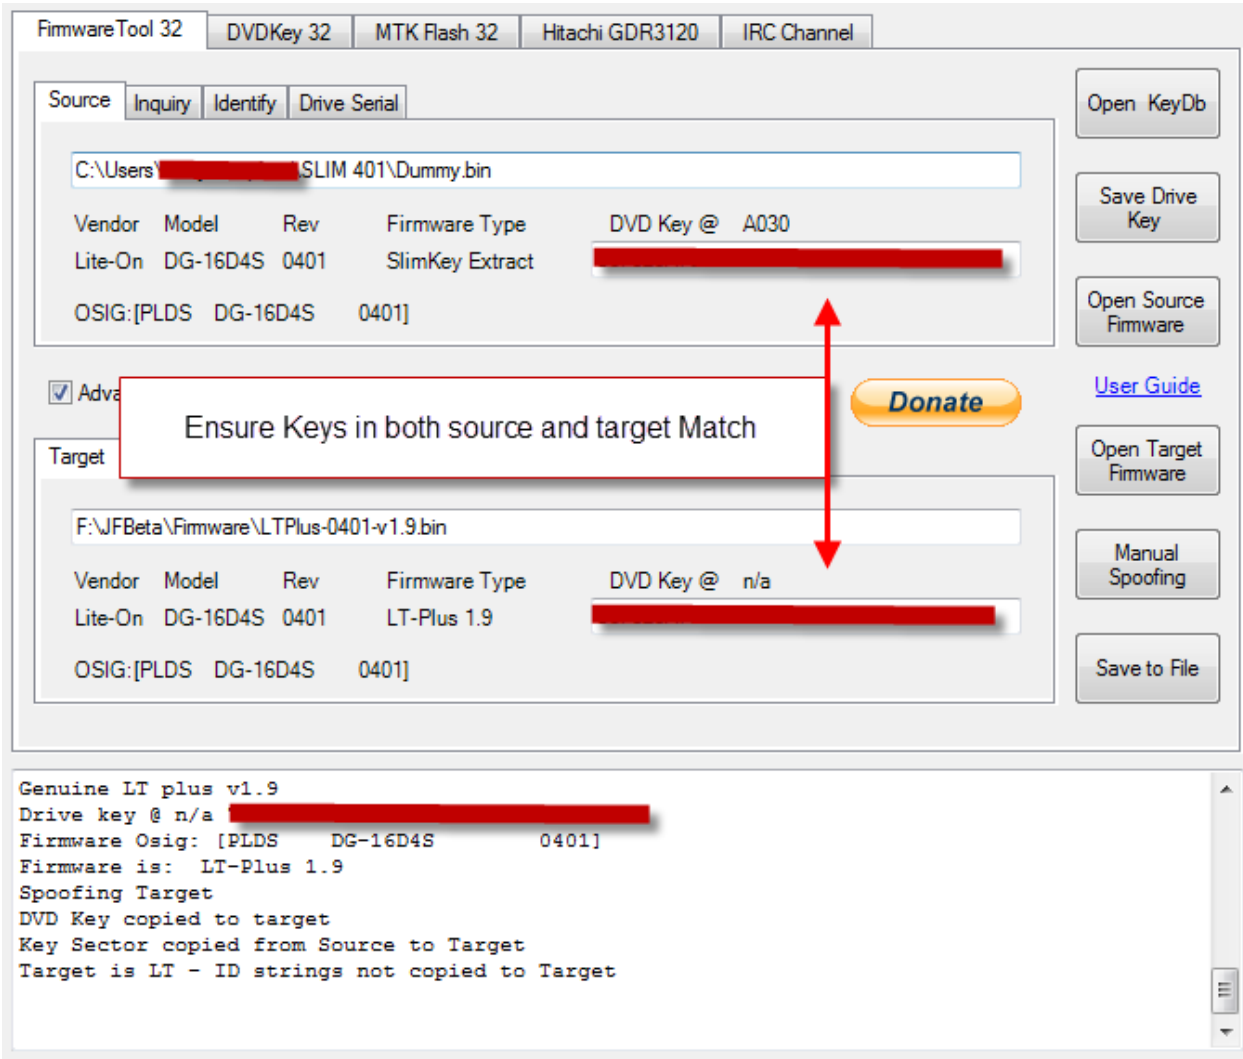 FirmwareTool 32 DVDKey 32 MTK Flash 32 Hitachi GDR3120 IRC Channel
Source Inquiry Identify Drive Serial
Open KeyDb
C:\Users\ \SLIM 401\Dummy.bin
Save Drive
Key
Vendor Model Rev Firmware Type DVD Key @ A030
Lite-On DG-16D4S 0401 SlimKey Extract
OSIG:[PLDS DG-16D4S 0401]
Open Source
Firmware
Adva
Ensure Keys in both source and target Match
Donate
User Guide
Target
Open Target
Firmware
F:\JFBeta\Firmware\LTPlus-0401-v1.9.bin
Manual
Spoofing
Vendor Model Rev Firmware Type DVD Key @ n/a
Lite-On DG-16D4S 0401 LT-Plus 1.9
OSIG:[PLDS DG-16D4S 0401]
Save to File
Genuine LT plus v1.9
Drive key @ n/a
Firmware Osig: [PLDS DG-16D4S 0401]
Firmware is: LT-Plus 1.9
Spoofing Target
DVD Key copied to target
Key Sector copied from Source to Target
Target is LT - ID strings not copied to Target